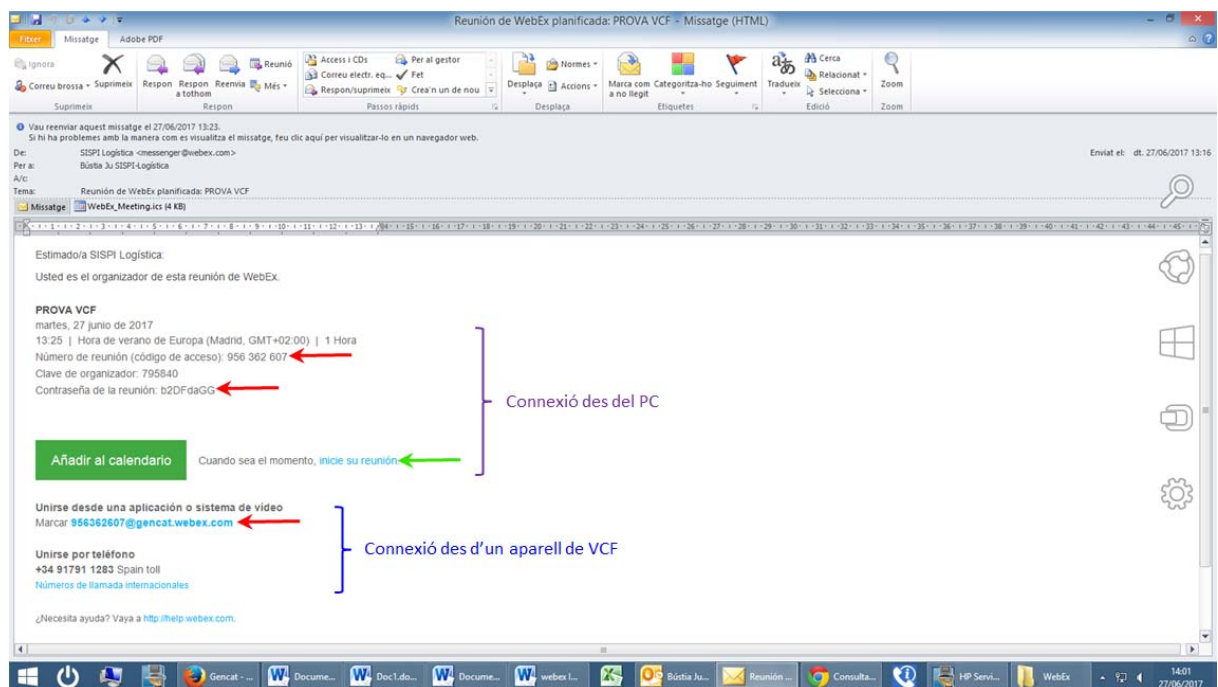 Reunión de WebEx planificada: PROVA VCF - Missatge (HTML)
Fitxer Missatge Adobe PDF
Ignora
Correu brossa
Suprimeix
Respon
Respon a tothom
Reenvia
Reunió
Més
Access i CDs
Correu electr. eq...
Respon/suprimeix
Per al gestor
Fet
Crea'n un de nou
Desplaça
Normes
Accions
Marca com a no llegit
Categoritza-ho
Seguiment
Tradueix
Cerca
Relacionat
Selecciona
Zoom
Suprimeix Respon Passos ràpids Desplaça Etiquetes Edició Zoom
Vau reenviar aquest missatge el 27/06/2017 13:23.
Si hi ha problemes amb la manera com es visualitza el missatge, feu clic aquí per visualitzar-lo en un navegador web.
De: SISPI Logística <messenger@webex.com>
Enviat el: dt. 27/06/2017 13:16
Per a: Bústia Ju SISPI-Logística
A/c:
Tema: Reunión de WebEx planificada: PROVA VCF
Missatge WebEx_Meeting.ics (4 KB)
Estimado/a SISPI Logística:
Usted es el organizador de esta reunión de WebEx.
PROVA VCF
martes, 27 junio de 2017
13:25 | Hora de verano de Europa (Madrid, GMT+02:00) | 1 Hora
Número de reunión (código de acceso): 956 362 607
Clave de organizador: 795840
Contraseña de la reunión: b2DFdaGG
Connexió des del PC
Añadir al calendario Cuando sea el momento, inicie su reunión
Unirse desde una aplicación o sistema de vídeo
Marcar 956362607@gencat.webex.com
Connexió des d'un aparell de VCF
Unirse por teléfono
+34 91791 1283 Spain toll
Números de llamada internacionales
¿Necesita ayuda? Vaya a http://help.webex.com.
Gencat - ... Docume... Doc1.do... Docume... webex l... Bústia Ju... Reunión ... Consulta... HP Servi... WebEx 14:01
27/06/2017